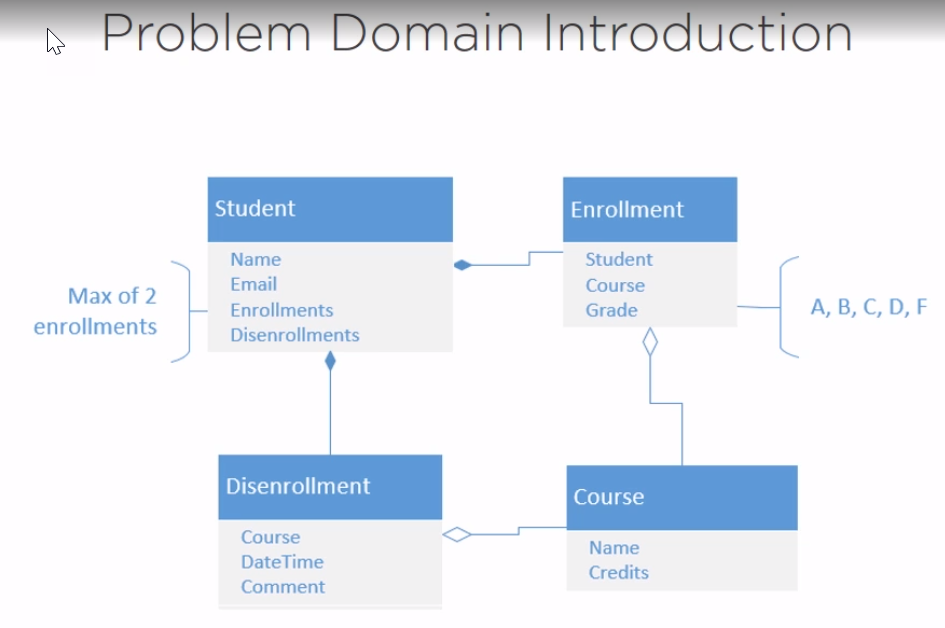 Problem Domain Introduction
Student
Name
Email
Enrollments
Disenrollments
Max of 2
enrollments
Enrollment
Student
Course
Grade
A, B, C, D, F
Disenrollment
Course
DateTime
Comment
Course
Name
Credits